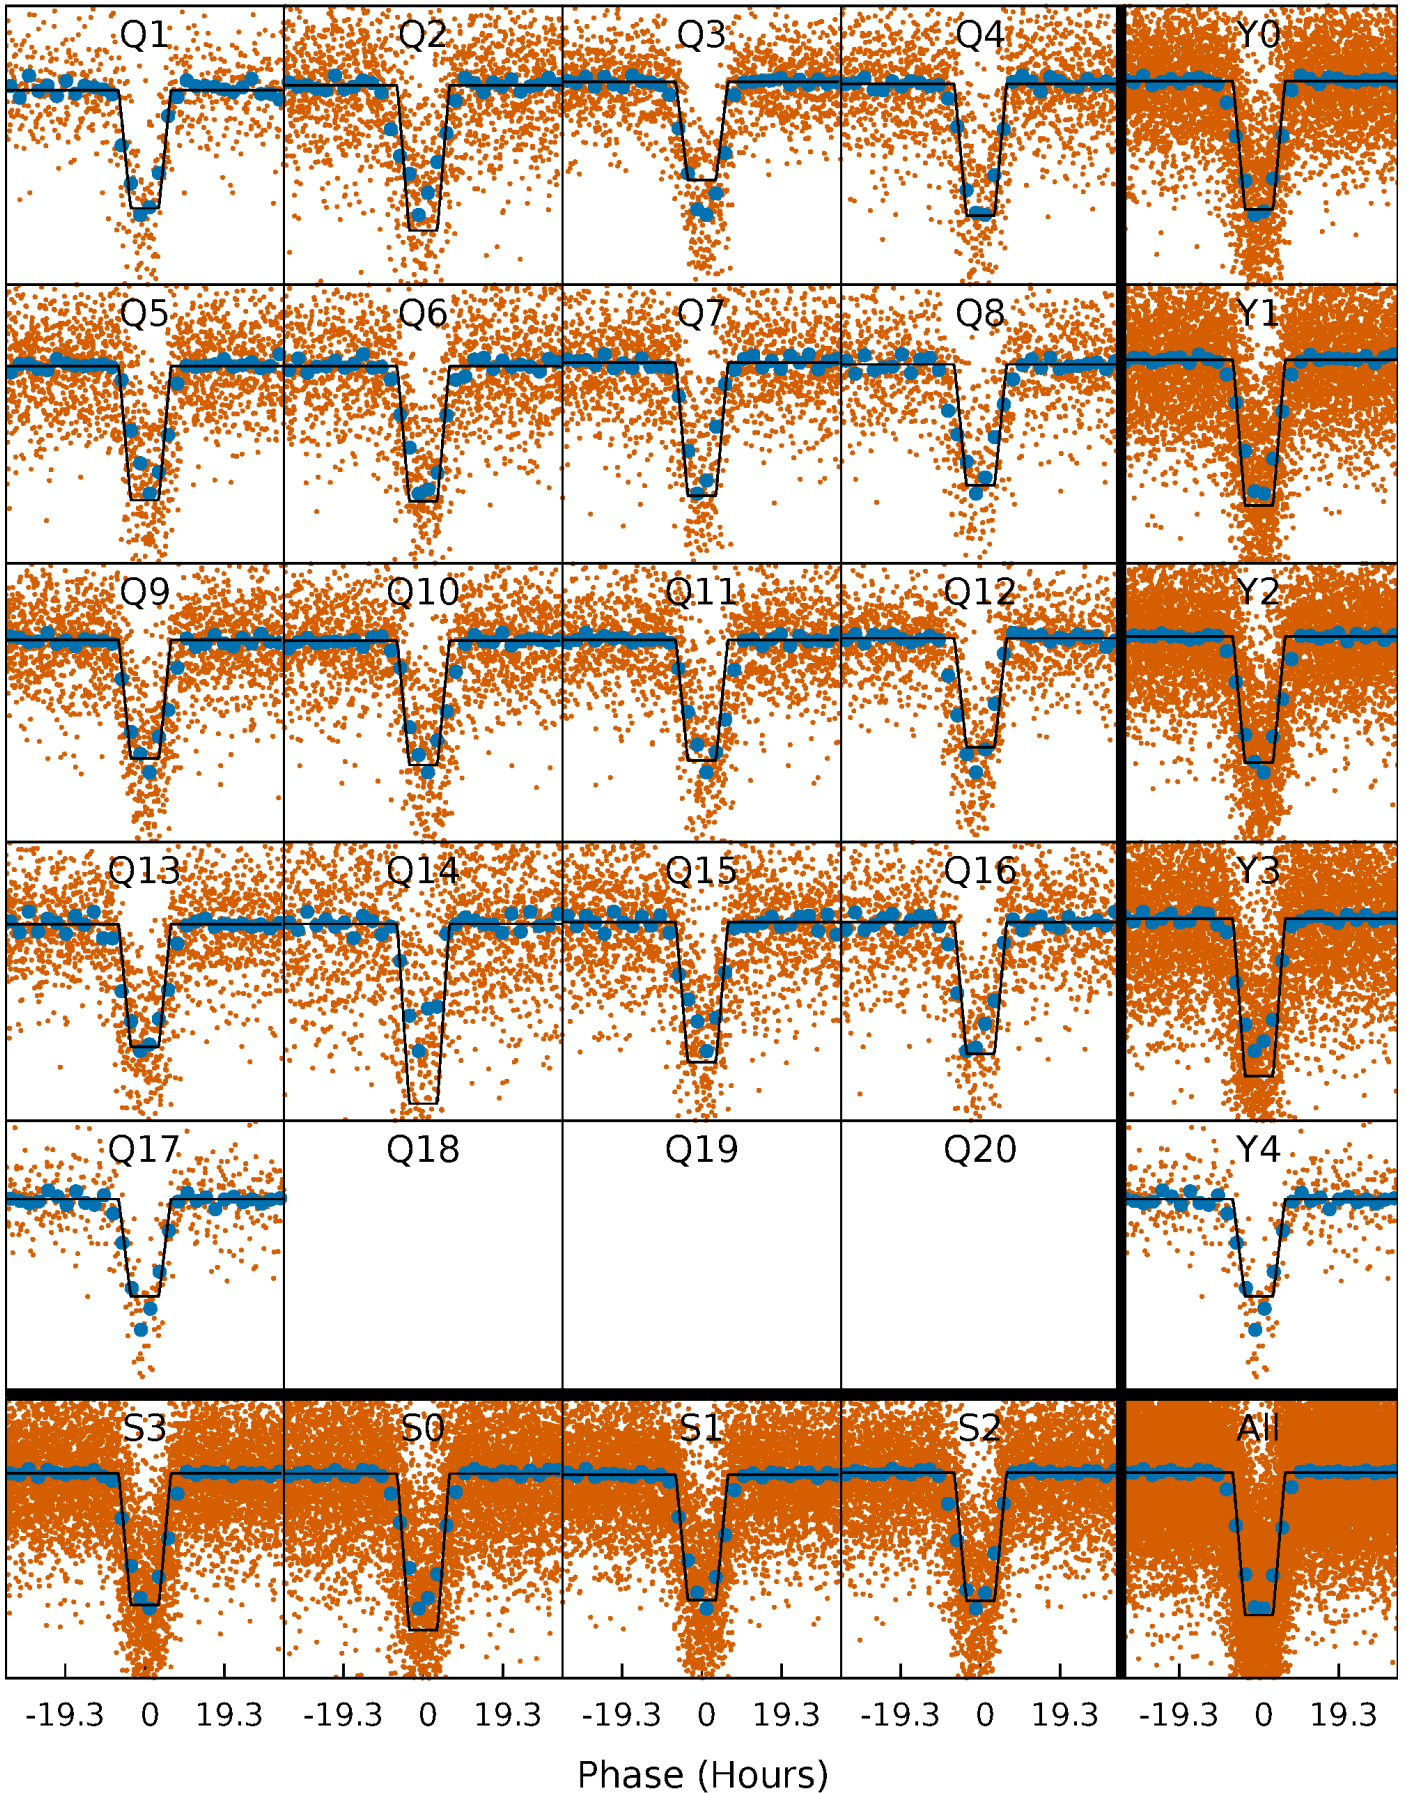 Q1 Q2 Q3 Q4 Y0
Q5 Q6 Q7 Q8 Y1
Q9 Q10 Q11 Q12 Y2
Q13 Q14 Q15 Q16 Y3
Q17 Q18 Q19 Q20 Y4
S3 S0 S1 S2 All
-19.3 0 19.3 -19.3 0 19.3 -19.3 0 19.3 -19.3 0 19.3 -19.3 0 19.3
Phase (Hours)